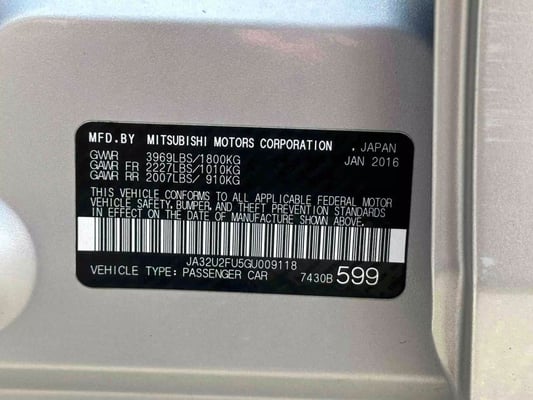 MFD.BY MITSUBISHI MOTORS CORPORATION . JAPAN
GVWR 3969LBS/1800KG JAN 2016
GAWR FR 2227LBS/1010KG
GAWR RR 2007LBS/ 910KG
THIS VEHICLE CONFORMS TO ALL APPLICABLE FEDERAL MOTOR
VEHICLE SAFETY, BUMPER, AND THEFT PREVENTION STANDARDS
IN EFFECT ON THE DATE OF MANUFACTURE SHOWN ABOVE.
JA32U2FU5GU009118
VEHICLE TYPE: PASSENGER CAR 7430B 599